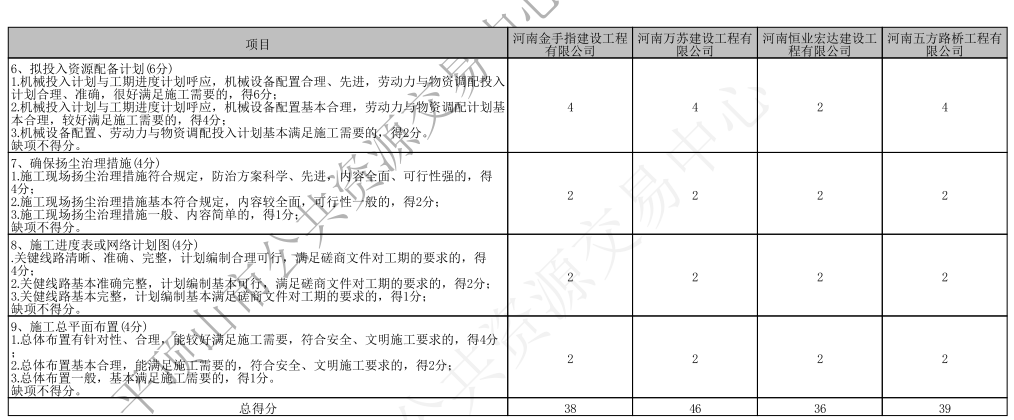 项目
河南金手指建设工程
有限公司
河南万苏建设工程有
限公司
河南恒业宏达建设工
程有限公司
河南五方路桥工程有
限公司
6、拟投入资源配备计划(6分)
1.机械投入计划与工期进度计划呼应，机械设备配置合理、先进，劳动力与物资调配投入
计划合理、准确，很好满足施工需要的，得6分；
2.机械投入计划与工期进度计划呼应，机械设备配置基本合理，劳动力与物资调配计划基
本合理，较好满足施工需要的，得4分；
3.机械设备配置、劳动力与物资调配投入计划基本满足施工需要的，得2分。
缺项不得分。
4 4 2 4
7、确保扬尘治理措施(4分)
1.施工现场扬尘治理措施符合规定，防治方案科学、先进，内容全面、可行性强的，得
4分；
2.施工现场扬尘治理措施基本符合规定，内容较全面，可行性一般的，得2分；
3.施工现场扬尘治理措施一般、内容简单的，得1分；
缺项不得分。
2 2 2 2
8、施工进度表或网络计划图(4分)
.关键线路清晰、准确、完整，计划编制合理可行，满足磋商文件对工期的要求的，得
4分；
2.关健线路基本准确完整，计划编制基本可行，满足磋商文件对工期的要求的，得2分；
3.关健线路基本完整，计划编制基本满足磋商文件对工期的要求的，得1分；
缺项不得分。
2 2 2 2
9、施工总平面布置(4分)
1.总体布置有针对性、合理，能较好满足施工需要，符合安全、文明施工要求的，得4分
；
2.总体布置基本合理，能满足施工需要的，符合安全、文明施工要求的，得2分；
3.总体布置一般，基本满足施工需要的，得1分。
缺项不得分。
2 2 2 2
总得分 38 46 36 39
平顶山市公共资源交易中心
公共资源交易中心